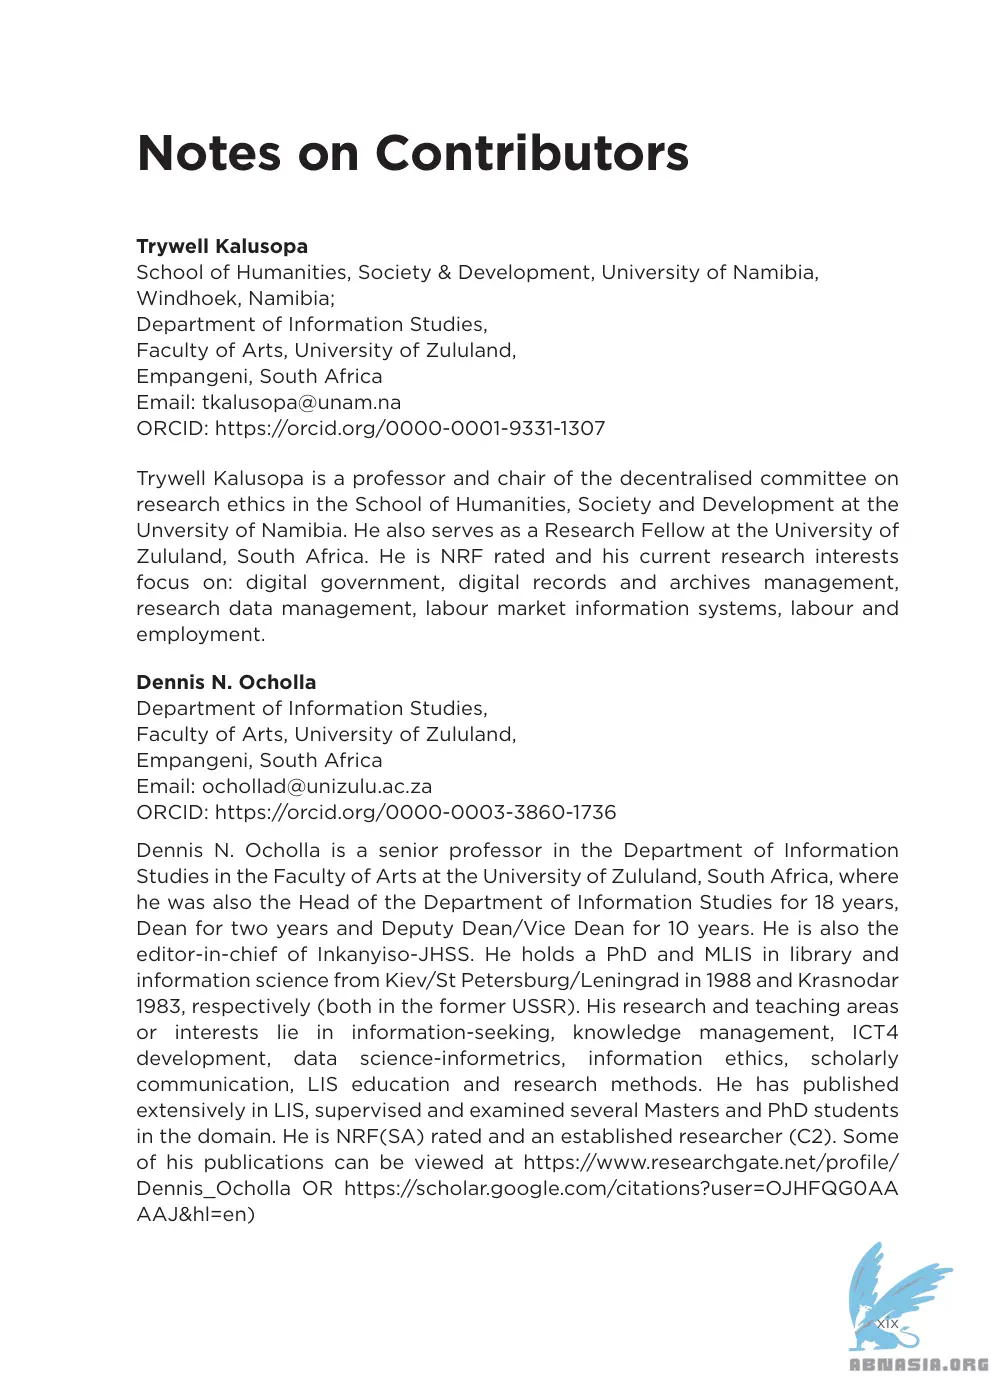 Notes on Contributors
Trywell Kalusopa
School of Humanities, Society & Development, University of Namibia,
Windhoek, Namibia;
Department of Information Studies,
Faculty of Arts, University of Zululand,
Empangeni, South Africa
Email: tkalusopa@unam.na
ORCID: https://orcid.org/0000-0001-9331-1307
Trywell Kalusopa is a professor and chair of the decentralised committee on
research ethics in the School of Humanities, Society and Development at the
Unversity of Namibia. He also serves as a Research Fellow at the University of
Zululand, South Africa. He is NRF rated and his current research interests
focus on: digital government, digital records and archives management,
research data management, labour market information systems, labour and
employment.
Dennis N. Ocholla
Department of Information Studies,
Faculty of Arts, University of Zululand,
Empangeni, South Africa
Email: ochollad@unizulu.ac.za
ORCID: https://orcid.org/0000-0003-3860-1736
Dennis N. Ocholla is a senior professor in the Department of Information
Studies in the Faculty of Arts at the University of Zululand, South Africa, where
he was also the Head of the Department of Information Studies for 18 years,
Dean for two years and Deputy Dean/Vice Dean for 10 years. He is also the
editor-in-chief of Inkanyiso-JHSS. He holds a PhD and MLIS in library and
information science from Kiev/St Petersburg/Leningrad in 1988 and Krasnodar
1983, respectively (both in the former USSR). His research and teaching areas
or interests lie in information-seeking, knowledge management, ICT4
development, data science-informetrics, information ethics, scholarly
communication, LIS education and research methods. He has published
extensively in LIS, supervised and examined several Masters and PhD students
in the domain. He is NRF(SA) rated and an established researcher (C2). Some
of his publications can be viewed at https://www.researchgate.net/profile/
Dennis_Ocholla OR https://scholar.google.com/citations?user=OJHFQG0AA
AAJ&hl=en)
xix
ABNASIA.ORG